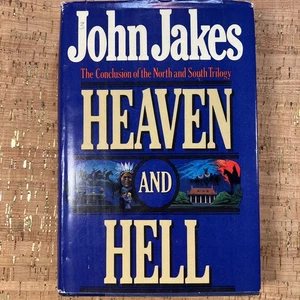 John Jakes
The Conclusion of the North and South Trilogy
HEAVEN
AND
HELL